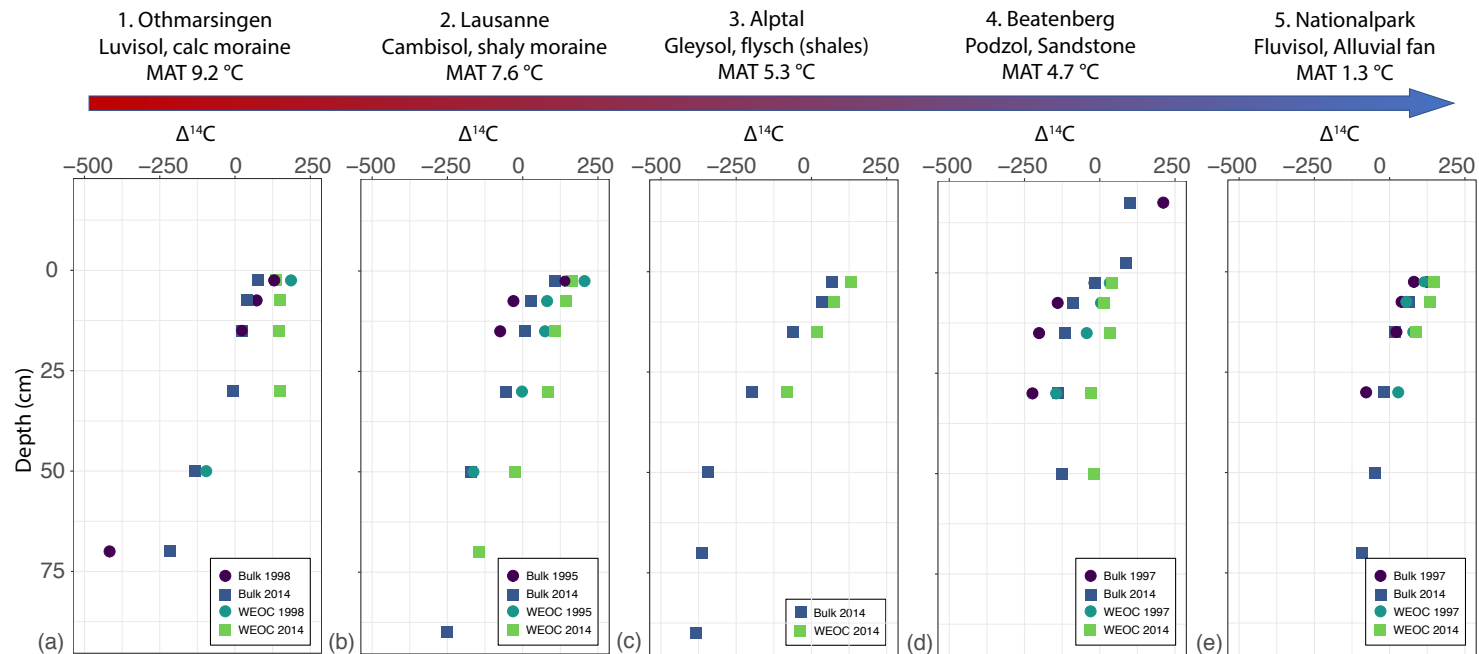 1. Othmarsingen
Luvisol, calc moraine
MAT 9.2 °C
2. Lausanne
Cambisol, shaly moraine
MAT 7.6 °C
3. Alptal
Gleysol, flysch (shales)
MAT 5.3 °C
4. Beatenberg
Podzol, Sandstone
MAT 4.7 °C
5. Nationalpark
Fluvisol, Alluvial fan
MAT 1.3 °C
Δ¹⁴C
−500 −250 0 250
Δ¹⁴C
−500 −250 0 250
Δ¹⁴C
−500 −250 0 250
Δ¹⁴C
−500 −250 0 250
Δ¹⁴C
−500 −250 0 250
Depth (cm)
0
25
50
75
(a)
Bulk 1998
Bulk 2014
WEOC 1998
WEOC 2014
(b)
Bulk 1995
Bulk 2014
WEOC 1995
WEOC 2014
(c)
Bulk 2014
WEOC 2014
(d)
Bulk 1997
Bulk 2014
WEOC 1997
WEOC 2014
(e)
Bulk 1997
Bulk 2014
WEOC 1997
WEOC 2014